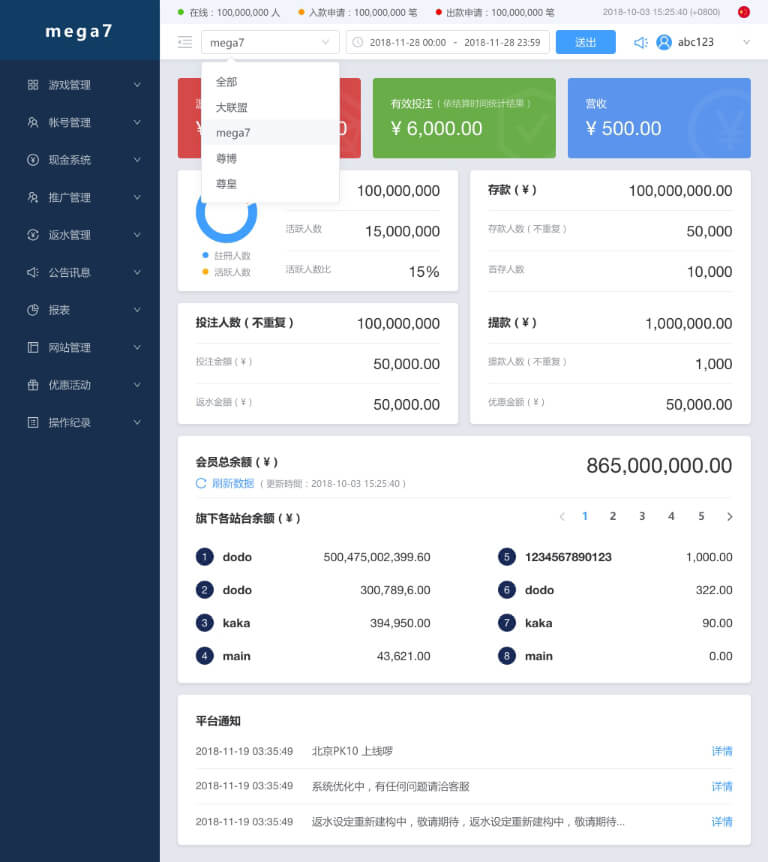 mega7
在线：100,000,000 人
入款申请：100,000,000 笔
出款申请：100,000,000 笔
2018-10-03 15:25:40 (+0800)
mega7
2018-11-28 00:00 - 2018-11-28 23:59
送出
abc123
全部
大联盟
mega7
尊博
尊皇
游戏管理
帐号管理
现金系统
推广管理
返水管理
公告讯息
报表
网站管理
优惠活动
操作纪录
¥
0
有效投注（依结算时间统计结果）
¥ 6,000.00
营收
¥ 500.00
100,000,000
活跃人数 15,000,000
活跃人数比 15%
註冊人数
活跃人数
存款 ( ¥ ) 100,000,000.00
存款人数（不重复） 50,000
首存人数 10,000
投注人数（不重复） 100,000,000
投注金额 ( ¥ ) 50,000.00
返水金额 ( ¥ ) 50,000.00
提款 ( ¥ ) 1,000,000.00
提款人数（不重复） 1,000
优惠金额 ( ¥ ) 50,000.00
会员总余额 ( ¥ ) 865,000,000.00
刷新数据（更新時間：2018-10-03 15:25:40 ）
旗下各站台余额 ( ¥ )
1 2 3 4 5
1 dodo 500,475,002,399.60
2 dodo 300,789,6.00
3 kaka 394,950.00
4 main 43,621.00
5 1234567890123 1,000.00
6 dodo 322.00
7 kaka 90.00
8 main 0.00
平台通知
2018-11-19 03:35:49 北京PK10 上线啰 详情
2018-11-19 03:35:49 系统优化中，有任何问题请洽客服 详情
2018-11-19 03:35:49 返水设定重新建构中，敬请期待，返水设定重新建构中，敬请期待... 详情